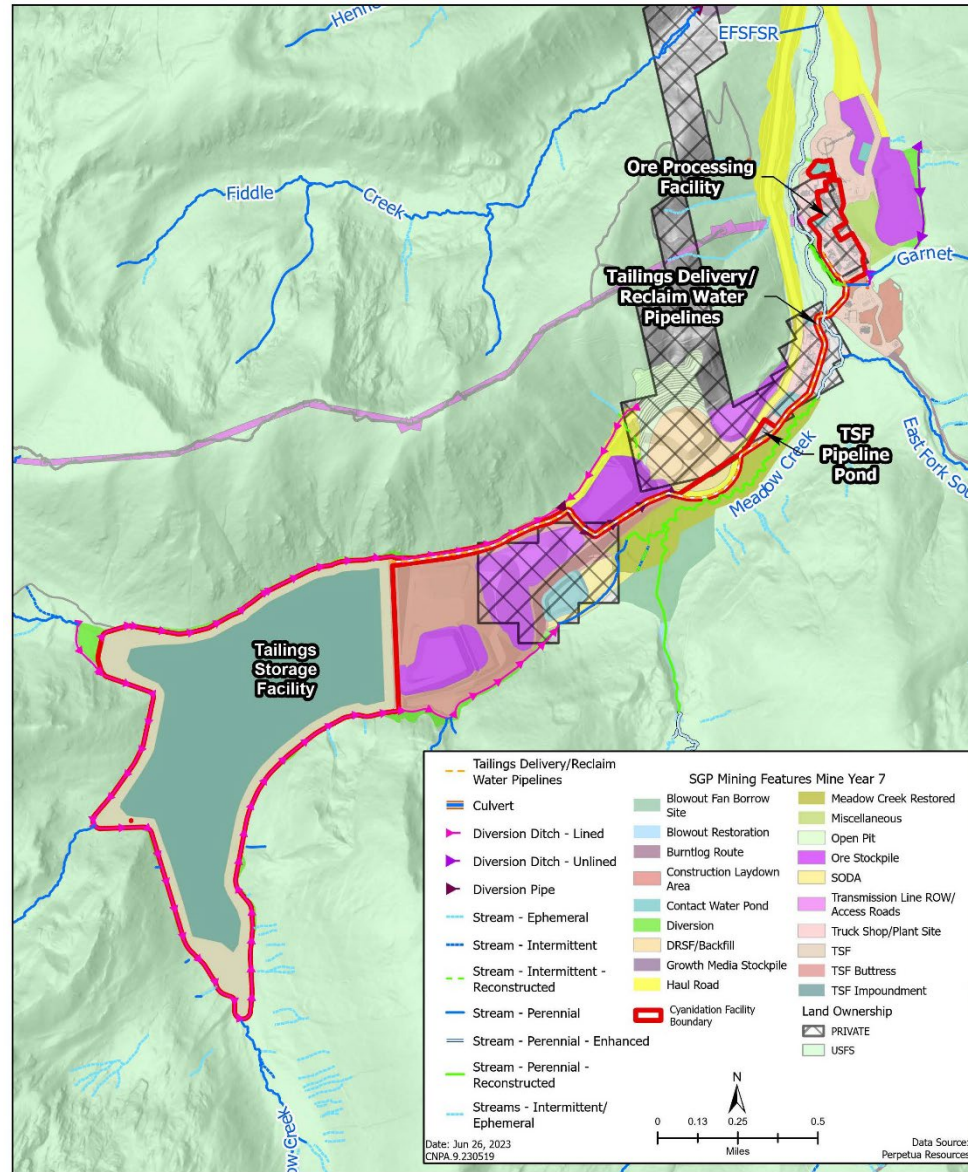 Henne
EFSFSR
Ore Processing
Facility
Fiddle
Creek
Garnet
Tailings Delivery/
Reclaim Water
Pipelines
TSF
Pipeline
Pond
Meadow Creek
East Fork Sou
Tailings
Storage
Facility
ow Creek
Tailings Delivery/Reclaim
Water Pipelines
Culvert
Diversion Ditch - Lined
Diversion Ditch - Unlined
Diversion Pipe
Stream - Ephemeral
Stream - Intermittent
Stream - Intermittent -
Reconstructed
Stream - Perennial
Stream - Perennial - Enhanced
Stream - Perennial -
Reconstructed
Streams - Intermittent/
Ephemeral
SGP Mining Features Mine Year 7
Blowout Fan Borrow
Site
Blowout Restoration
Burntlog Route
Construction Laydown
Area
Contact Water Pond
Diversion
DRSF/Backfill
Growth Media Stockpile
Haul Road
Cyanidation Facility
Boundary
Meadow Creek Restored
Miscellaneous
Open Pit
Ore Stockpile
SODA
Transmission Line ROW/
Access Roads
Truck Shop/Plant Site
TSF
TSF Buttress
TSF Impoundment
Land Ownership
PRIVATE
USFS
N
0 0.13 0.25 0.5
Miles
Date: Jun 26, 2023
CNPA.9.230519
Data Source:
Perpetua Resources